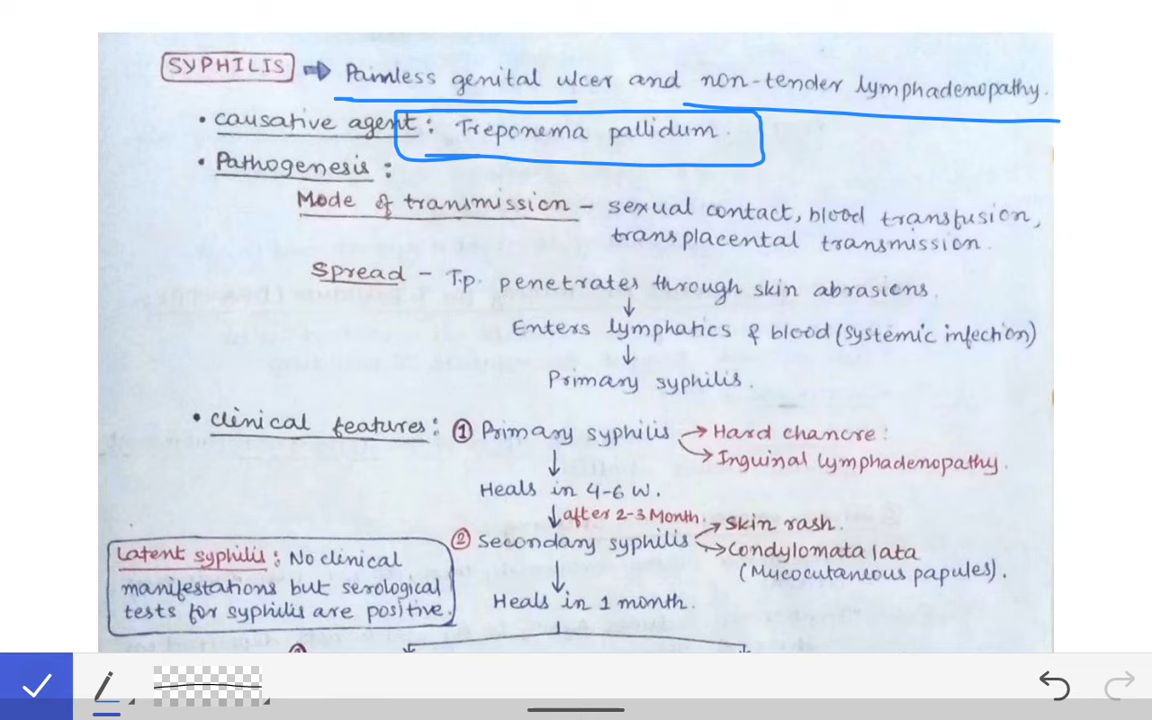 SYPHILIS ⇒ Painless genital ulcer and non-tender lymphadenopathy.
• causative agent: Treponema pallidum.
• Pathogenesis:
Mode of transmission - sexual contact, blood transfusion,
transplacental transmission.
Spread - T.p. penetrates through skin abrasions.
↓
Enters lymphatics & blood (systemic infection)
↓
Primary syphilis.
• clinical features: ① Primary syphilis → Hard chancre:
→ Inguinal lymphadenopathy.
↓
Heals in 4-6 w.
↓ after 2-3 Month.
② Secondary syphilis → Skin rash.
→ Condylomata lata
(Mycocutaneous papules).
↓
Heals in 1 month.
Latent syphilis: No clinical
manifestations but serological
tests for syphilis are positive.